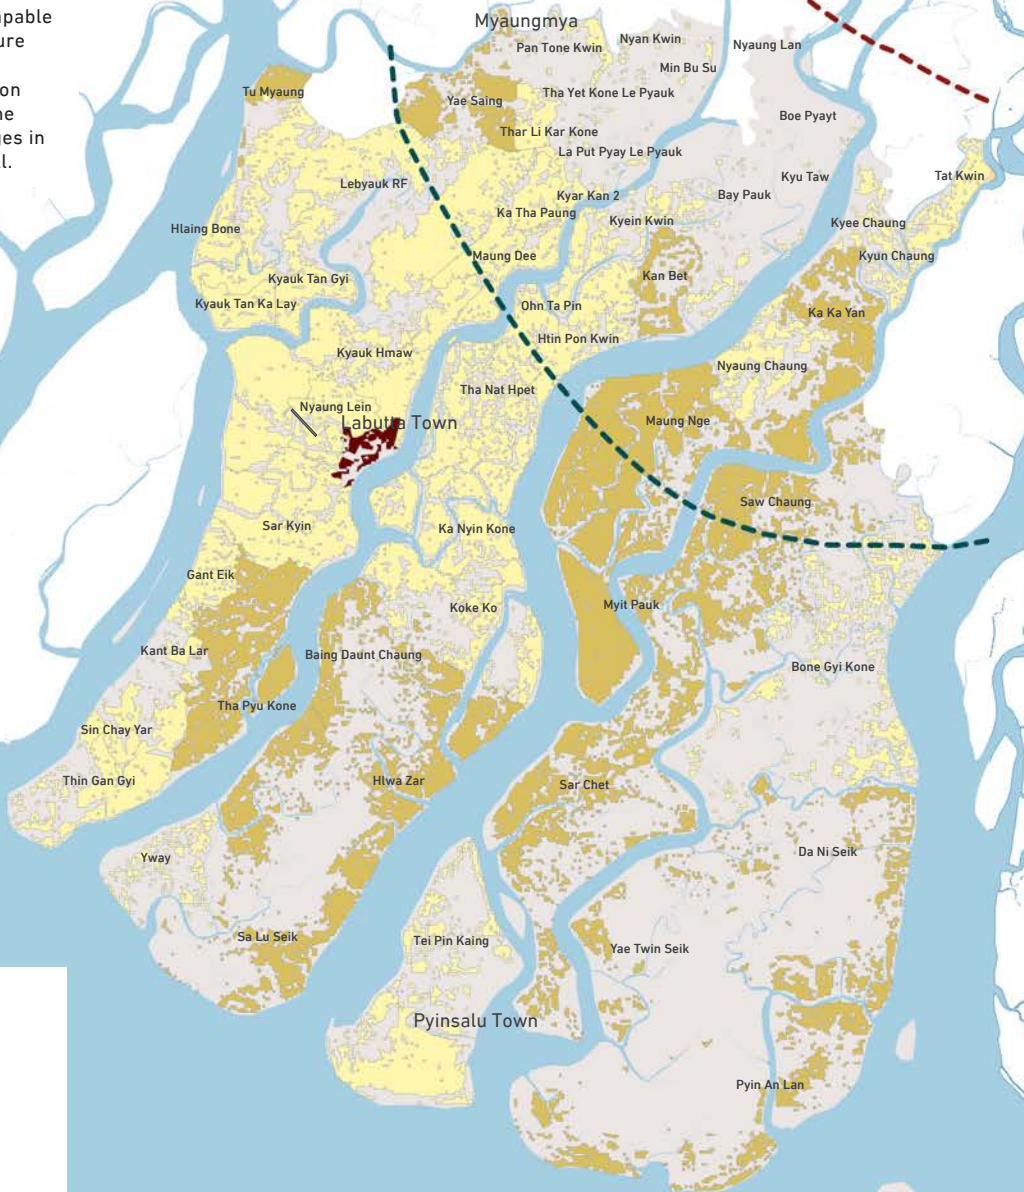 Myaungmya
Pan Tone Kwin
Nyan Kwin
Nyaung Lan
Min Bu Su
Tu Myaung
Yae Saing
Tha Yet Kone Le Pyauk
Boe Pyayt
Thar Li Kar Kone
La Put Pyay Le Pyauk
Lebyauk RF
Kyar Kan 2
Bay Pauk
Kyu Taw
Tat Kwin
Ka Tha Paung
Kyein Kwin
Kyee Chaung
Hlaing Bone
Maung Dee
Kyun Chaung
Kyauk Tan Gyi
Kan Bet
Kyauk Tan Ka Lay
Ohn Ta Pin
Ka Ka Yan
Htin Pon Kwin
Kyauk Hmaw
Nyaung Chaung
Tha Nat Hpet
Nyaung Lein
Labutta Town
Maung Nge
Saw Chaung
Sar Kyin
Ka Nyin Kone
Gant Eik
Koke Ko
Myit Pauk
Kant Ba Lar
Baing Daunt Chaung
Bone Gyi Kone
Tha Pyu Kone
Sin Chay Yar
Thin Gan Gyi
Hlwa Zar
Sar Chet
Yway
Da Ni Seik
Sa Lu Seik
Tei Pin Kaing
Yae Twin Seik
Pyinsalu Town
Pyin An Lan